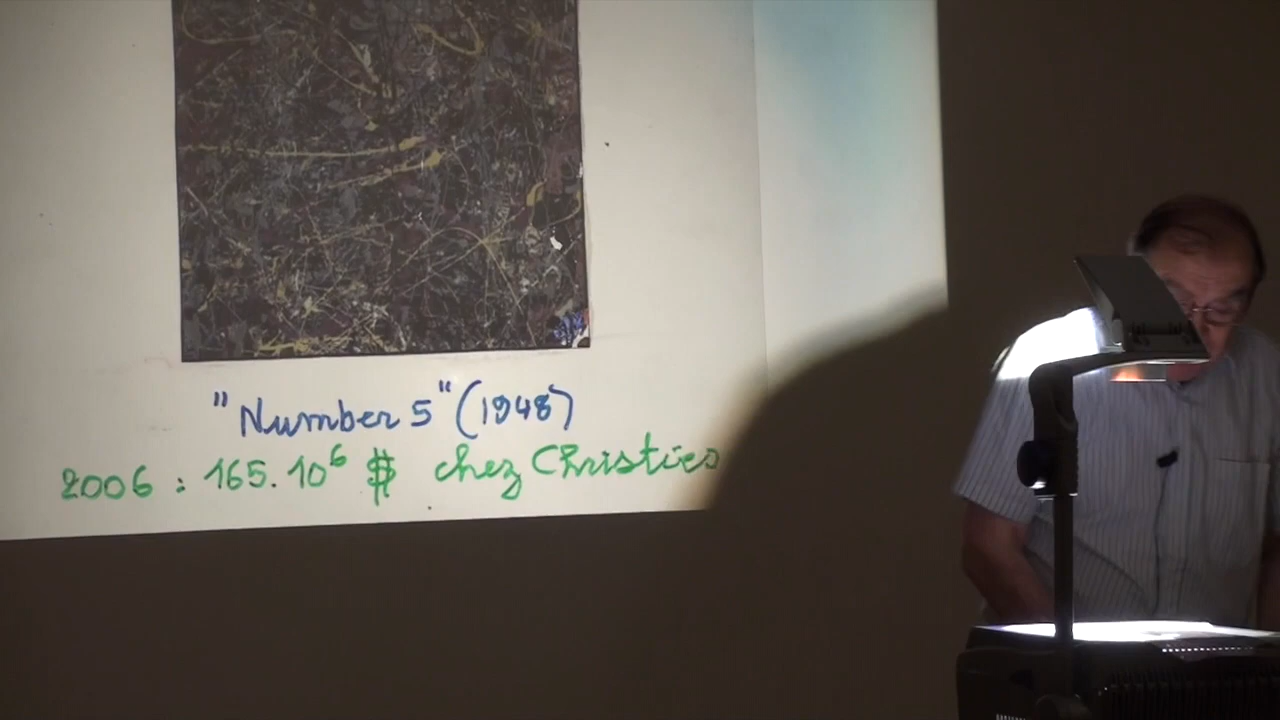 "Number 5" (1948)
2006 : 165.10⁶ $ chez Christies